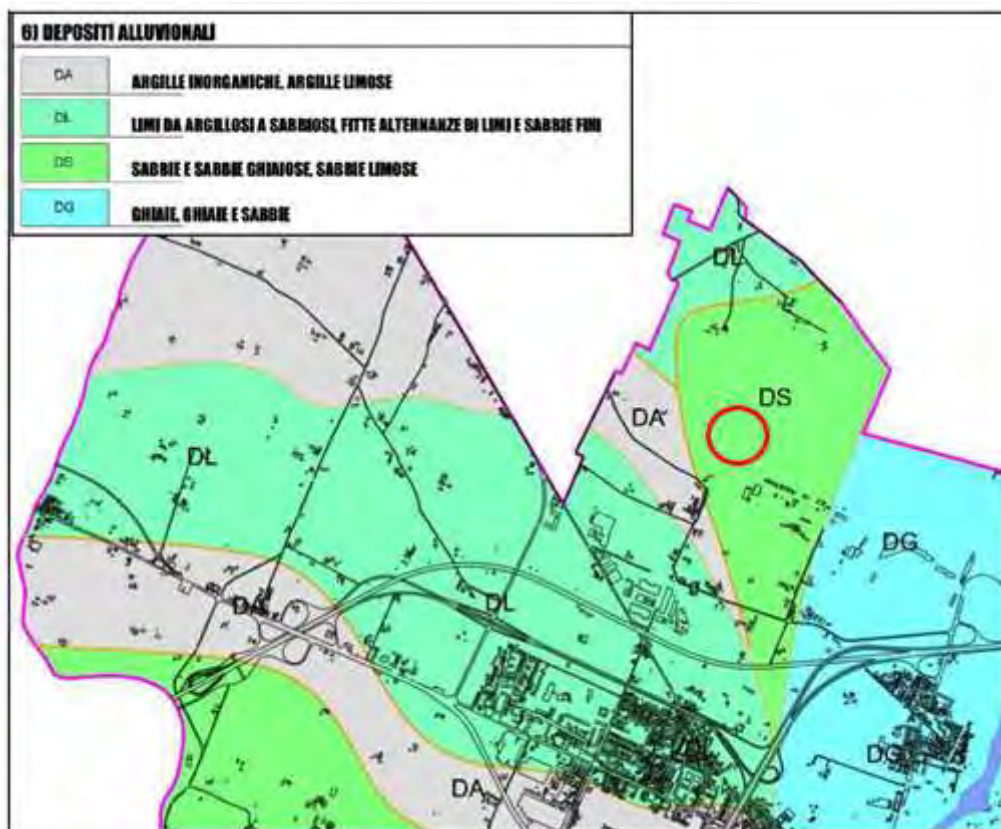 6) DEPOSITI ALLUVIONALI
DA ARGILLE INORGANICHE, ARGILLE LIMOSE
DL LIMI DA ARGILLOSI A SABBIOSI, FITTE ALTERNANZE DI LIMI E SABBIE FINI
DS SABBIE E SABBIE GHIAIOSE, SABBIE LIMOSE
DG GHIAIE, GHIAIE E SABBIE
DL
DS
DA
DL
DG
DA
DL
DL
DG
DA